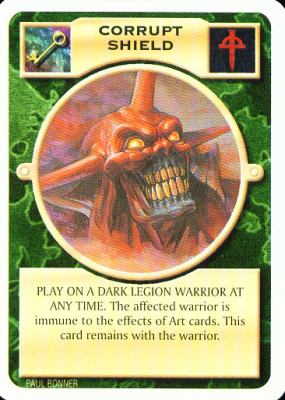 CORRUPT
SHIELD
PLAY ON A DARK LEGION WARRIOR AT
ANY TIME. The affected warrior is
immune to the effects of Art cards. This
card remains with the warrior.
PAUL BONNER